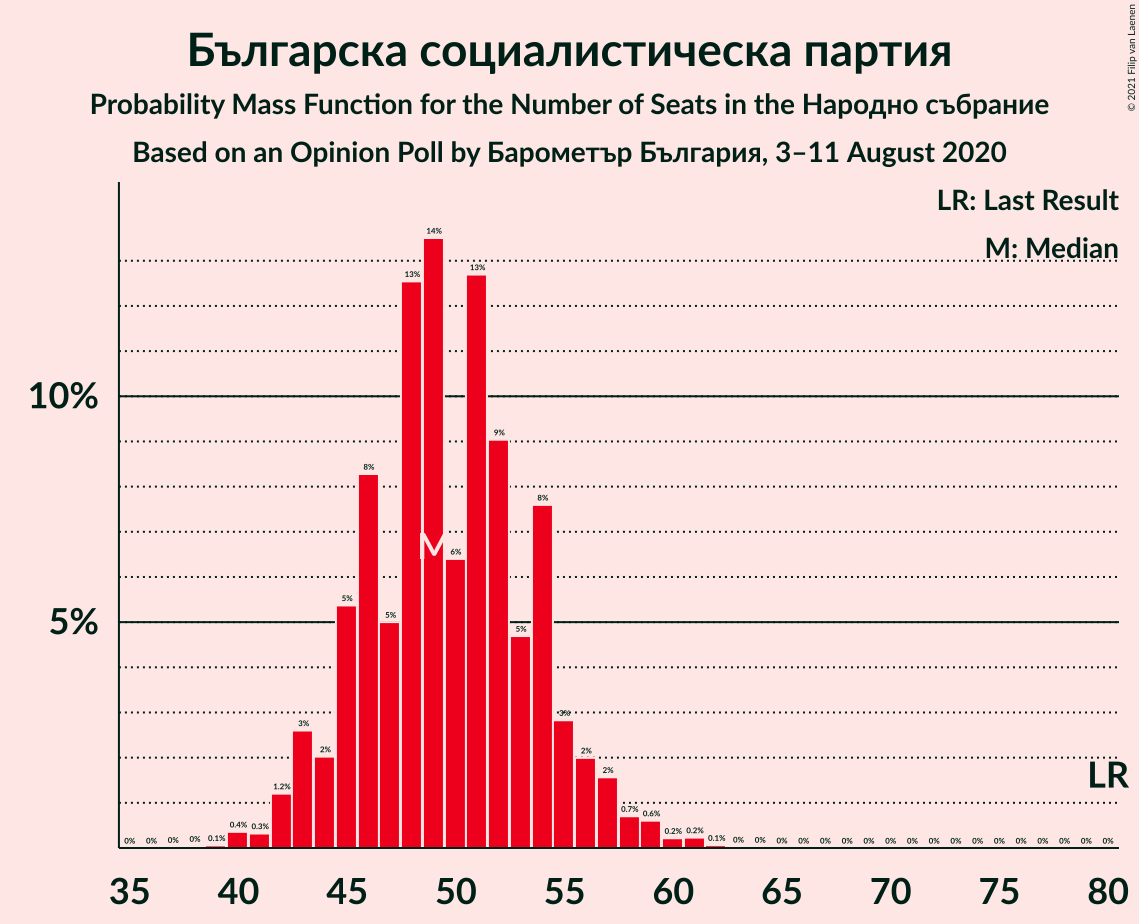 Българска социалистическа партия
Probability Mass Function for the Number of Seats in the Народно събрание
Based on an Opinion Poll by Барометър България, 3–11 August 2020
© 2021 Filip van Laenen
LR: Last Result
M: Median
10%
5%
0% 0% 0% 0% 0.1% 0.4% 0.3% 1.2% 3% 2% 5% 8% 5% 13% 14% 6% 13% 9% 5% 8% 3% 2% 2% 0.7% 0.6% 0.2% 0.2% 0.1% 0% 0% 0% 0% 0% 0% 0% 0% 0% 0% 0% 0% 0% 0% 0% 0% 0% 0%
M
LR
35 40 45 50 55 60 65 70 75 80